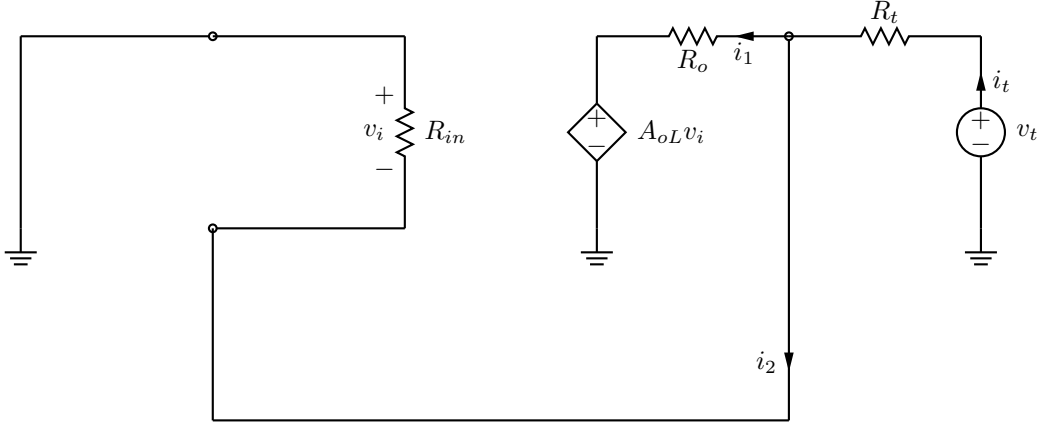 R_t
R_o
i_1
i_t
+
v_i
−
R_in
+
−
A_oL v_i
+
−
v_t
i_2